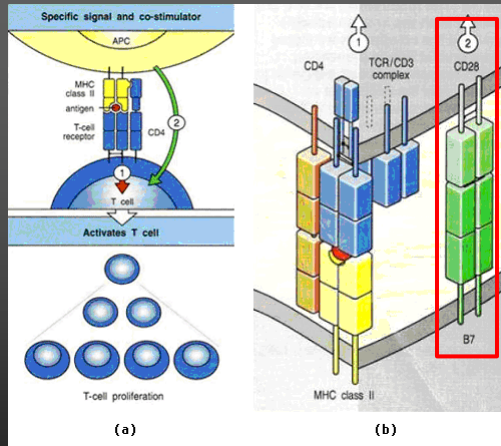 Specific signal and co-stimulator
APC
MHC
class II
antigen
T-cell
receptor
CD4
2
1
T cell
Activates T cell
T-cell proliferation
(a)
1
2
CD4
TCR/CD3
complex
CD28
B7
MHC class II
(b)